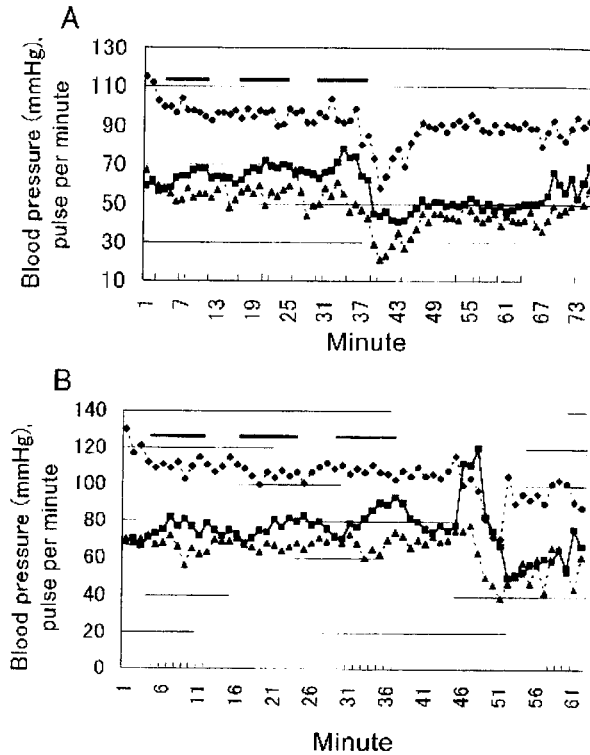 A
Blood pressure (mmHg),
pulse per minute
130
110
90
70
50
30
10
1 7 13 19 25 31 37 43 49 55 61 67 73
Minute
B
Blood pressure (mmHg),
pulse per minute
140
120
100
80
60
40
20
0
1 6 11 16 21 26 31 36 41 46 51 56 61
Minute